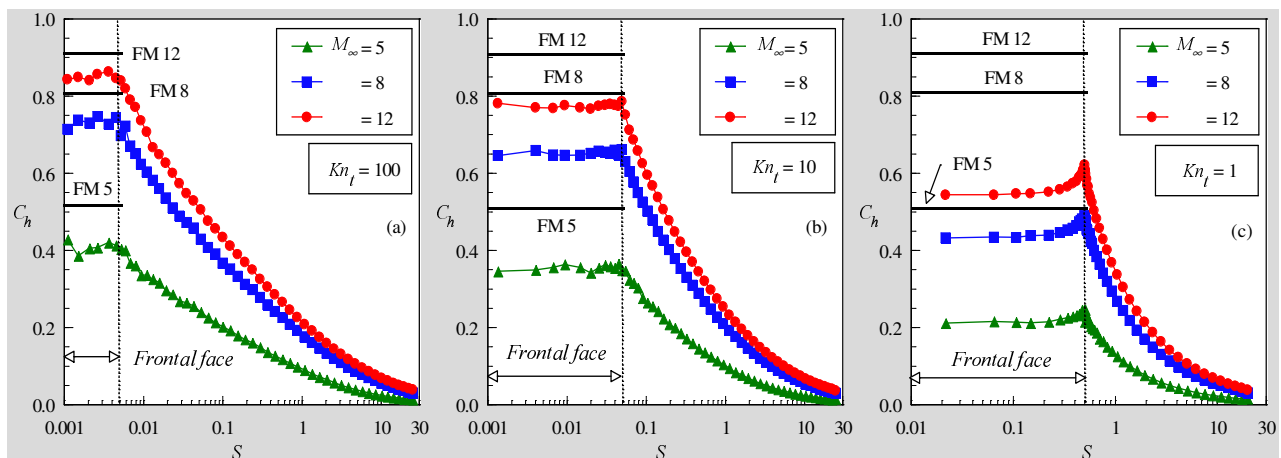 1.0
0.8
0.6
C_h
0.4
0.2
0.0
FM 12
FM 8
FM 5
M_∞ = 5
= 8
= 12
Kn_t = 100
(a)
Frontal face
0.001
0.01
0.1
1
10
30
S
1.0
0.8
0.6
C_h
0.4
0.2
0.0
FM 12
FM 8
FM 5
M_∞ = 5
= 8
= 12
Kn_t = 10
(b)
Frontal face
0.001
0.01
0.1
1
10
30
S
1.0
0.8
0.6
C_h
0.4
0.2
0.0
FM 12
FM 8
FM 5
M_∞ = 5
= 8
= 12
Kn_t = 1
(c)
Frontal face
0.01
0.1
1
10
30
S